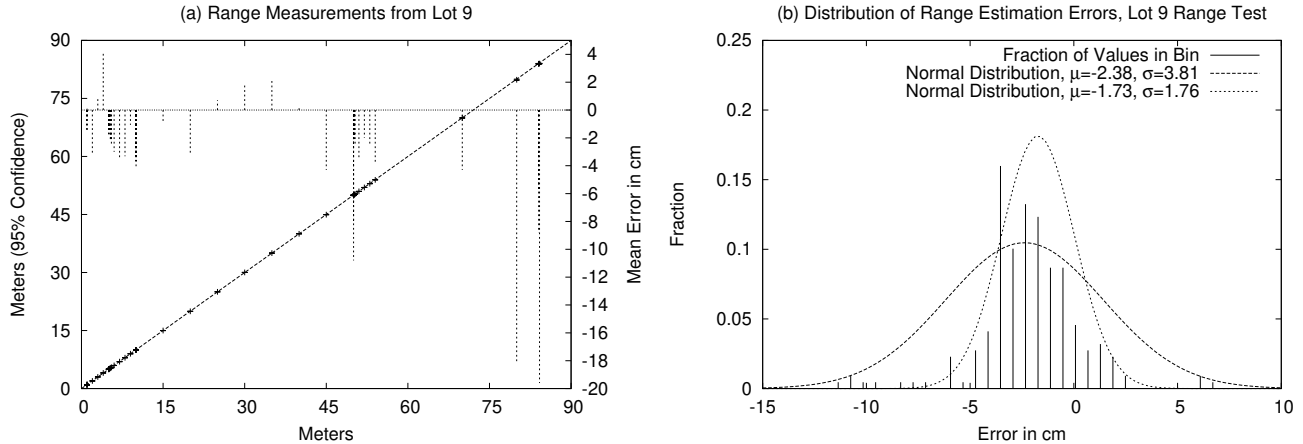 (a) Range Measurements from Lot 9
90
75
60
45
30
15
0
Meters (95% Confidence)
0 15 30 45 60 75 90
Meters
4
2
0
-2
-4
-6
-8
-10
-12
-14
-16
-18
-20
Mean Error in cm
(b) Distribution of Range Estimation Errors, Lot 9 Range Test
0.25
0.2
0.15
0.1
0.05
0
Fraction
Fraction of Values in Bin
Normal Distribution, μ=-2.38, σ=3.81
Normal Distribution, μ=-1.73, σ=1.76
-15 -10 -5 0 5 10
Error in cm